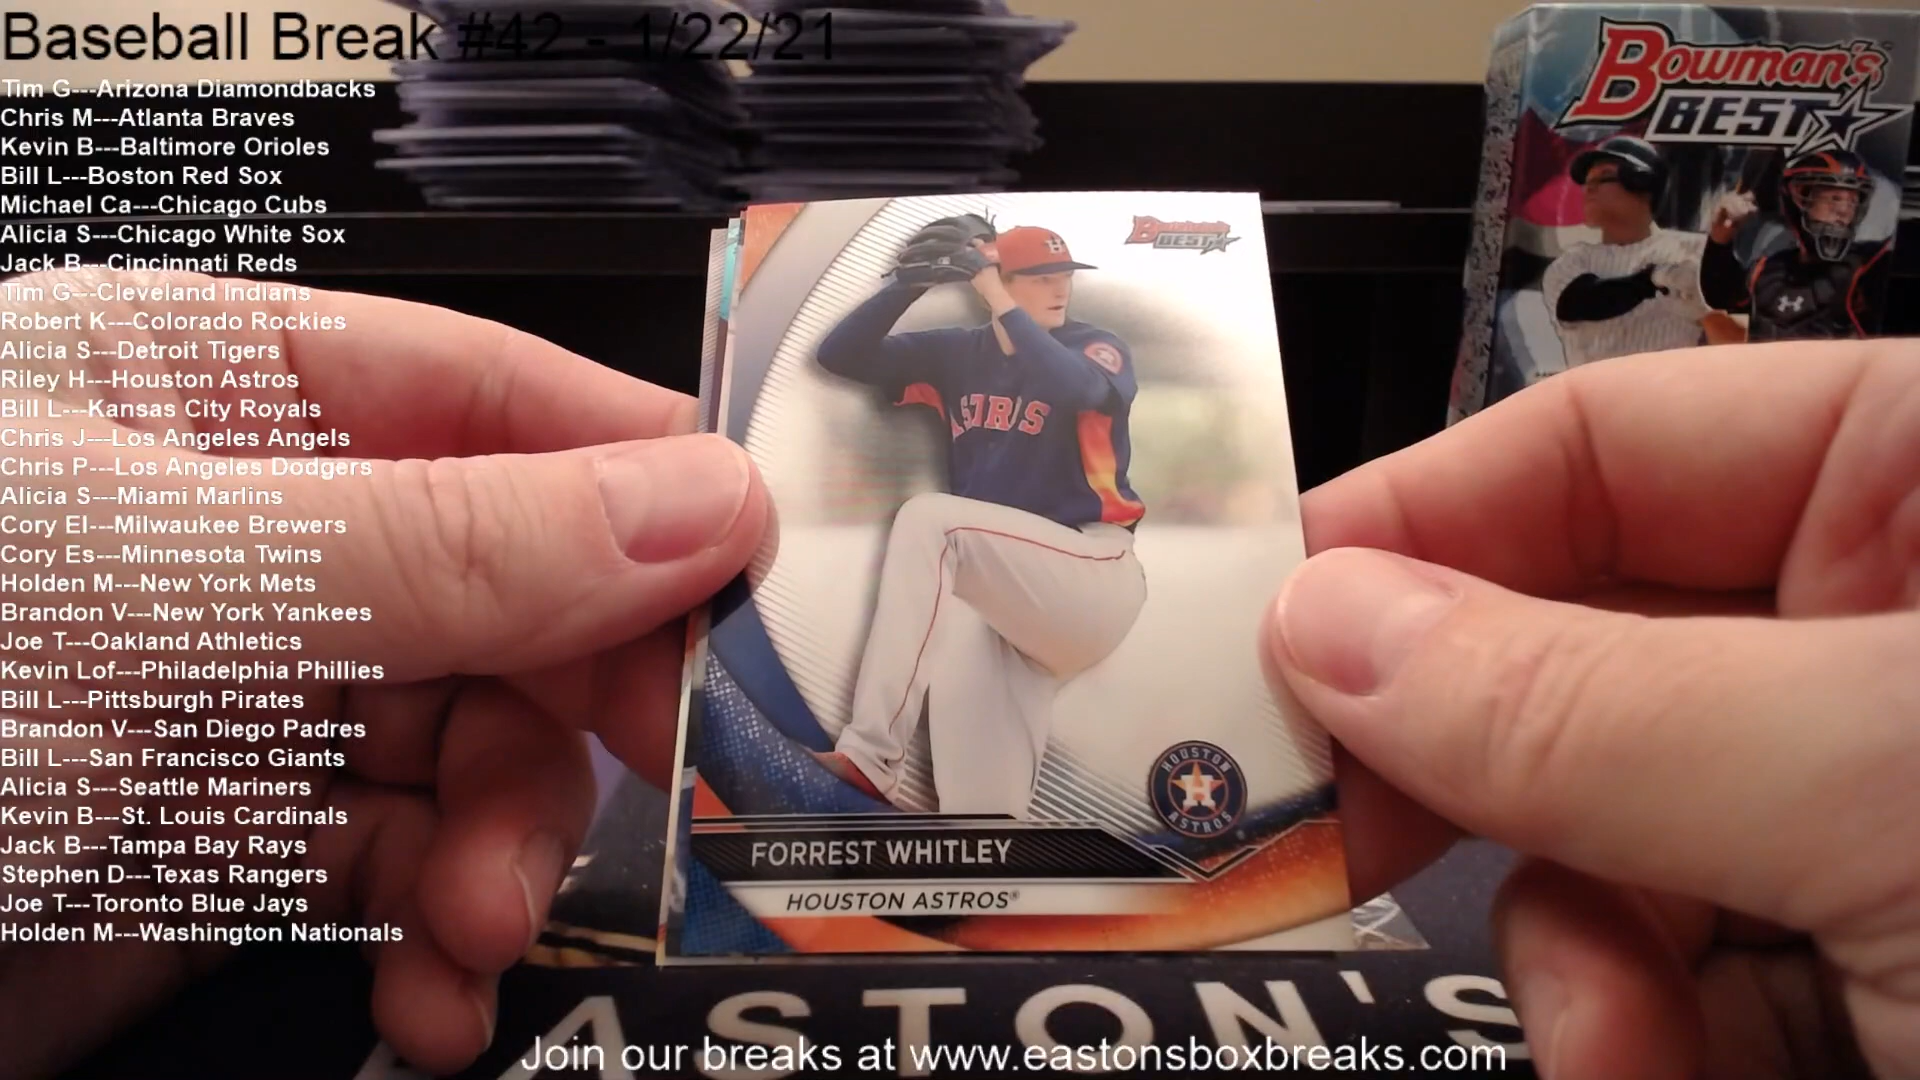 Baseball Break #42 - 1/22/21
Tim G---Arizona Diamondbacks
Chris M---Atlanta Braves
Kevin B---Baltimore Orioles
Bill L---Boston Red Sox
Michael Ca---Chicago Cubs
Alicia S---Chicago White Sox
Jack B---Cincinnati Reds
Tim G---Cleveland Indians
Robert K---Colorado Rockies
Alicia S---Detroit Tigers
Riley H---Houston Astros
Bill L---Kansas City Royals
Chris J---Los Angeles Angels
Chris P---Los Angeles Dodgers
Alicia S---Miami Marlins
Cory El---Milwaukee Brewers
Cory Es---Minnesota Twins
Holden M---New York Mets
Brandon V---New York Yankees
Joe T---Oakland Athletics
Kevin Lof---Philadelphia Phillies
Bill L---Pittsburgh Pirates
Brandon V---San Diego Padres
Bill L---San Francisco Giants
Alicia S---Seattle Mariners
Kevin B---St. Louis Cardinals
Jack B---Tampa Bay Rays
Stephen D---Texas Rangers
Joe T---Toronto Blue Jays
Holden M---Washington Nationals
Bowman's
BEST
Bowman's
BEST
ASTROS
HOUSTON
H
ASTROS
FORREST WHITLEY
HOUSTON ASTROS®
EASTON'S
Join our breaks at www.eastonsboxbreaks.com